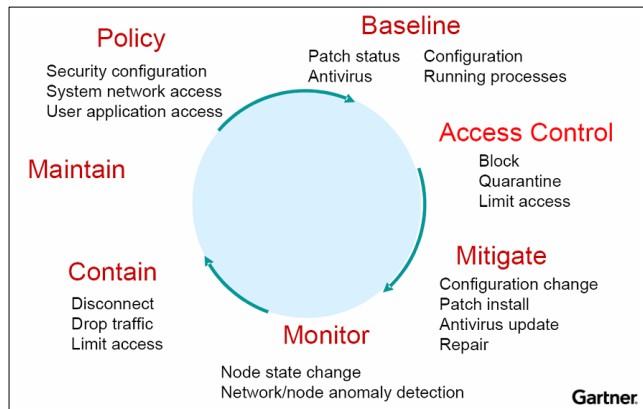 Policy
Security configuration
System network access
User application access
Baseline
Patch status Configuration
Antivirus Running processes
Access Control
Block
Quarantine
Limit access
Mitigate
Configuration change
Patch install
Antivirus update
Repair
Monitor
Node state change
Network/node anomaly detection
Contain
Disconnect
Drop traffic
Limit access
Maintain
Gartner